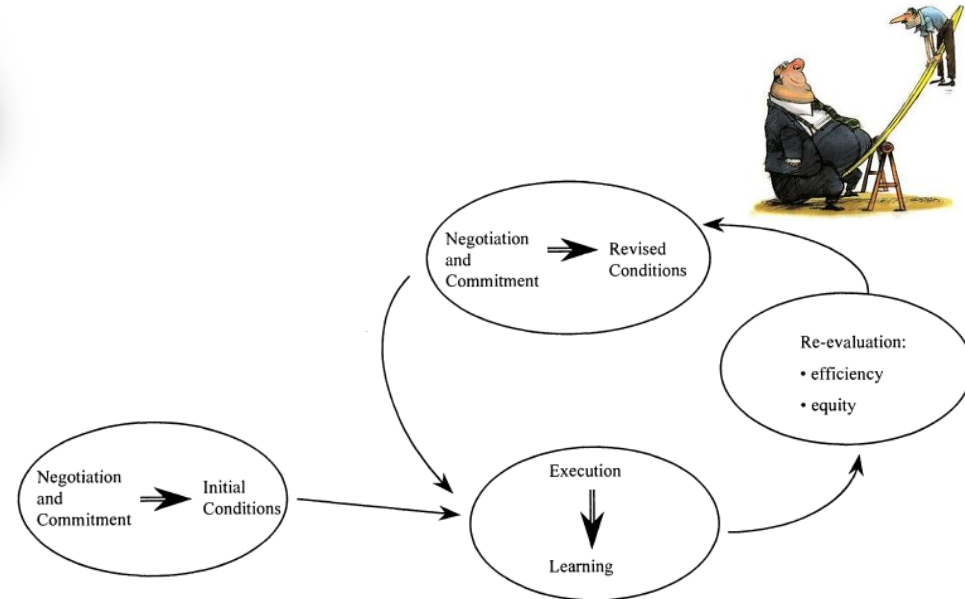 Negotiation
and
Commitment
Revised
Conditions
Re-evaluation:
• efficiency
• equity
Negotiation
and
Commitment
Initial
Conditions
Execution
Learning